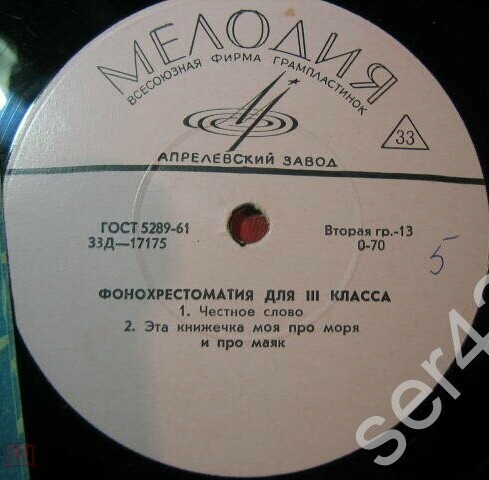 МЕЛОДИЯ
ВСЕСОЮЗНАЯ ФИРМА ГРАМПЛАСТИНОК
33
АПРЕЛЕВСКИЙ ЗАВОД
ГОСТ 5289-61
33Д—17175
Вторая гр.-13
0-70
5
ФОНОХРЕСТОМАТИЯ ДЛЯ III КЛАССА
1. Честное слово
2. Эта книжечка моя про моря
и про маяк